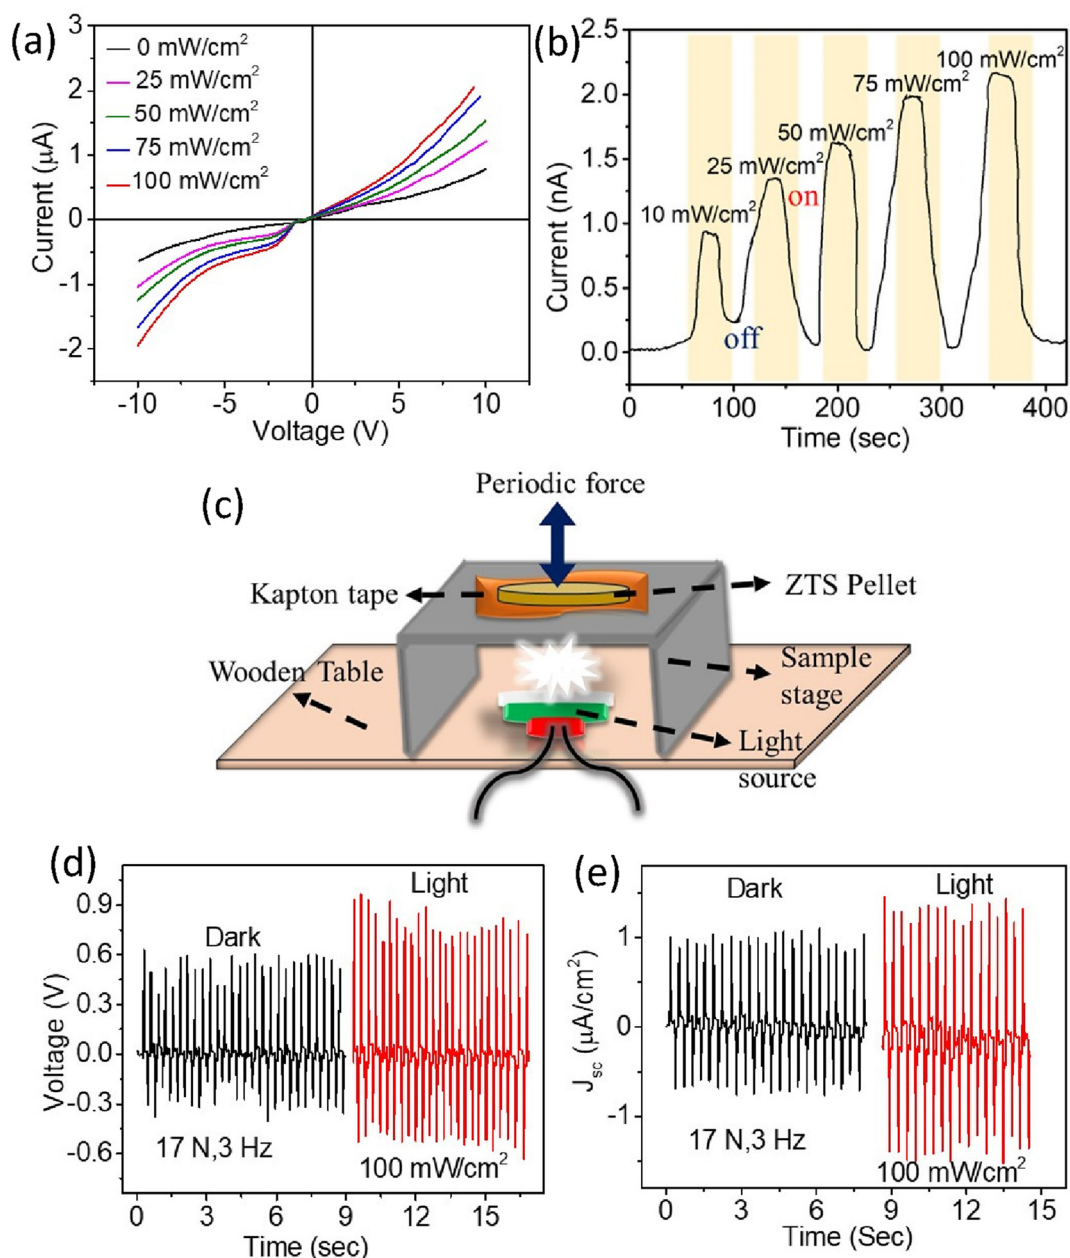 (a)
3
2
1
0
-1
-2
Current (μA)
0 mW/cm²
25 mW/cm²
50 mW/cm²
75 mW/cm²
100 mW/cm²
-10
-5
0
5
10
Voltage (V)
(b)
2.5
2.0
1.5
1.0
0.5
0.0
Current (nA)
10 mW/cm²
25 mW/cm²
50 mW/cm²
75 mW/cm²
100 mW/cm²
on
off
0
100
200
300
400
Time (sec)
(c)
Periodic force
Kapton tape
ZTS Pellet
Wooden Table
Sample
stage
Light
source
(d)
0.9
0.6
0.3
0.0
-0.3
-0.6
Voltage (V)
Dark
Light
17 N,3 Hz
100 mW/cm²
0
3
6
9
12
15
Time (sec)
(e)
1
0
-1
Jsc (μA/cm²)
Dark
Light
17 N,3 Hz
100 mW/cm²
0
3
6
9
12
15
Time (Sec)